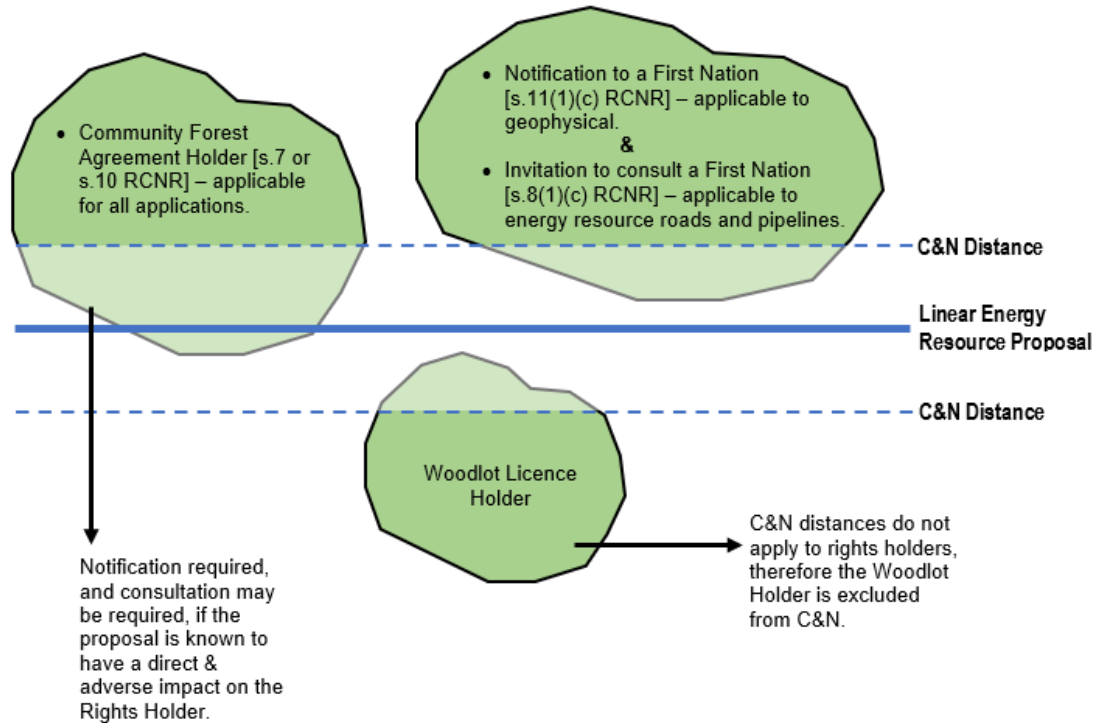 • Community Forest
Agreement Holder [s.7 or
s.10 RCNR] – applicable
for all applications.
• Notification to a First Nation
[s.11(1)(c) RCNR] – applicable to
geophysical.
&
• Invitation to consult a First Nation
[s.8(1)(c) RCNR] – applicable to
energy resource roads and pipelines.
C&N Distance
Linear Energy
Resource Proposal
C&N Distance
Woodlot Licence
Holder
Notification required,
and consultation may
be required, if the
proposal is known to
have a direct &
adverse impact on the
Rights Holder.
C&N distances do not
apply to rights holders,
therefore the Woodlot
Holder is excluded
from C&N.